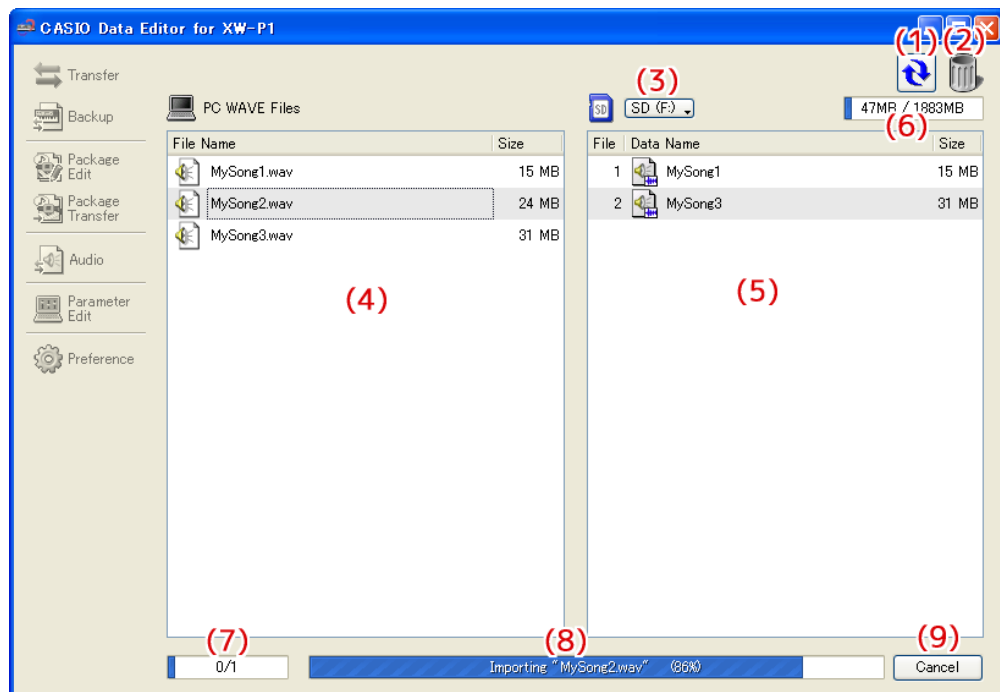 CASIO Data Editor for XW-P1
(1) (2)
Transfer
(3)
Backup
PC WAVE Files
SD
SD (F:)
47MB / 1883MB
(6)
File Name Size
File Data Name Size
Package
Edit
MySong1.wav 15 MB
1 MySong1 15 MB
Package
Transfer
MySong2.wav 24 MB
2 MySong3 31 MB
MySong3.wav 31 MB
Audio
(4)
(5)
Parameter
Edit
Preference
(7)
(8)
(9)
0/1
Importing "MySong2.wav" (86%)
Cancel